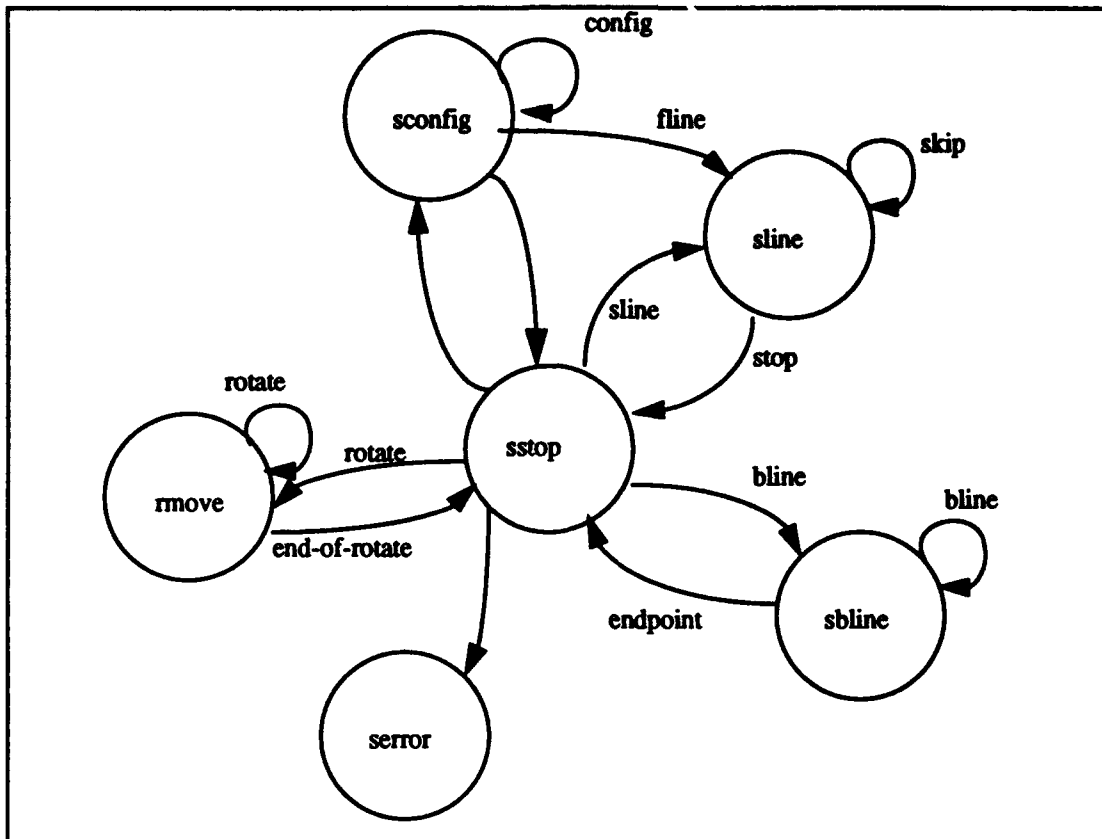 config
sconfig
fline
skip
sline
sline
stop
rotate
rotate
sstop
bline
bline
rmove
end-of-rotate
endpoint
sbline
serror